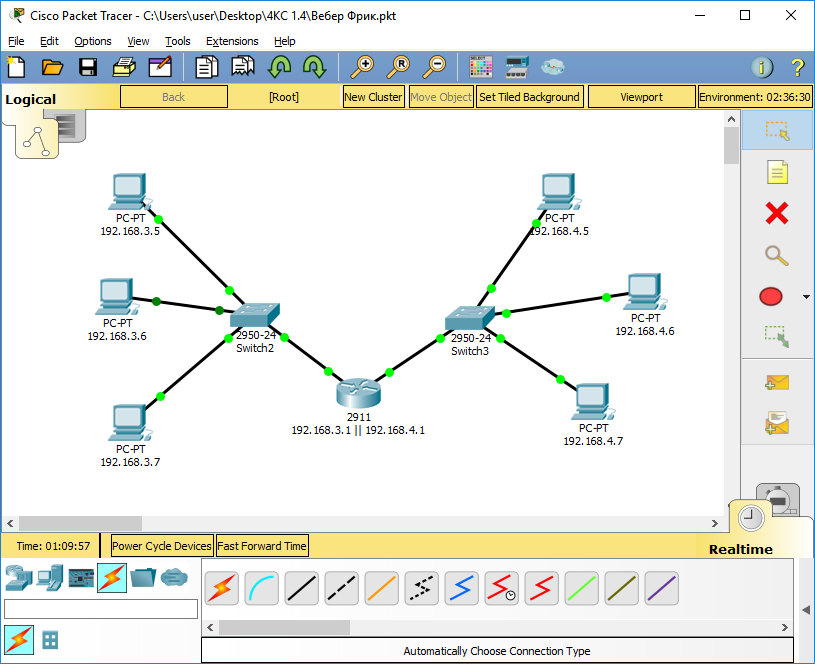 Cisco Packet Tracer - C:\Users\user\Desktop\4КС 1.4\Вебер Фрик.pkt
File Edit Options View Tools Extensions Help
Logical
Back
[Root]
New Cluster
Move Object
Set Tiled Background
Viewport
Environment: 02:36:30
PC-PT
192.168.3.5
PC-PT
192.168.4.5
PC-PT
192.168.3.6
2950-24
Switch2
2950-24
Switch3
PC-PT
192.168.4.6
2911
192.168.3.1 || 192.168.4.1
PC-PT
192.168.3.7
PC-PT
192.168.4.7
Time: 01:09:57
Power Cycle Devices
Fast Forward Time
Realtime
Automatically Choose Connection Type